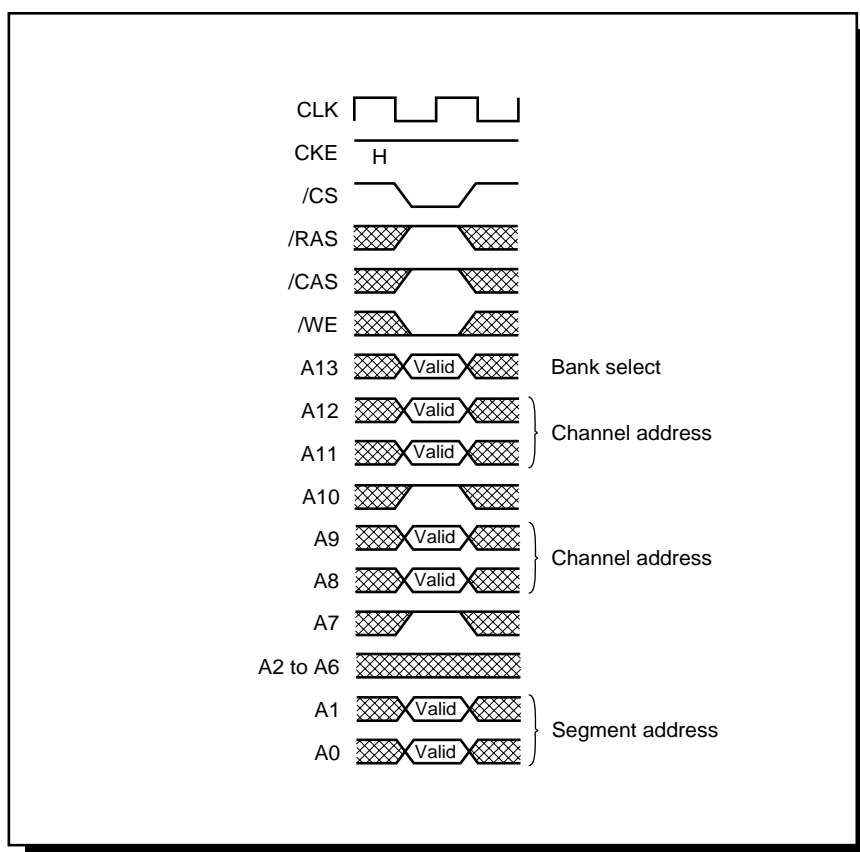 CLK
CKE H
/CS
/RAS
/CAS
/WE
A13 Valid Bank select
A12 Valid
Channel address
A11 Valid
A10
A9 Valid
Channel address
A8 Valid
A7
A2 to A6
A1 Valid
Segment address
A0 Valid